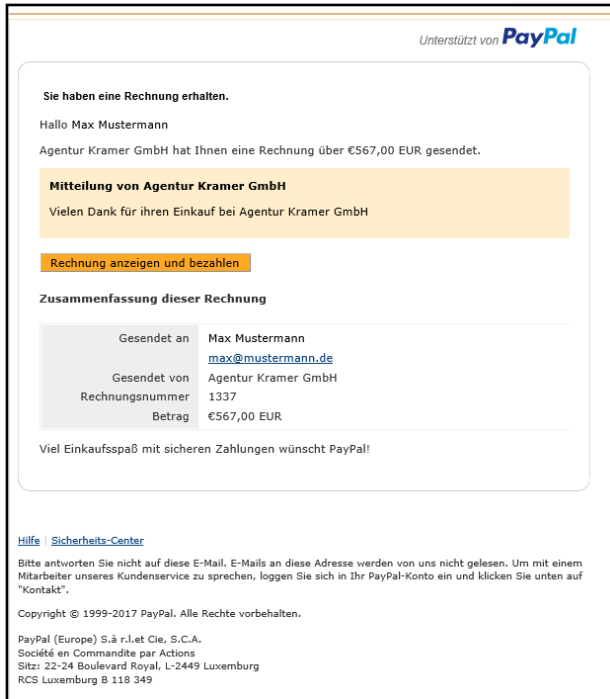 Unterstützt von PayPal
Sie haben eine Rechnung erhalten.
Hallo Max Mustermann
Agentur Kramer GmbH hat Ihnen eine Rechnung über €567,00 EUR gesendet.
Mitteilung von Agentur Kramer GmbH
Vielen Dank für ihren Einkauf bei Agentur Kramer GmbH
Rechnung anzeigen und bezahlen
Zusammenfassung dieser Rechnung
Gesendet an Max Mustermann
max@mustermann.de
Gesendet von Agentur Kramer GmbH
Rechnungsnummer 1337
Betrag €567,00 EUR
Viel Einkaufsspaß mit sicheren Zahlungen wünscht PayPal!
Hilfe | Sicherheits-Center
Bitte antworten Sie nicht auf diese E-Mail. E-Mails an diese Adresse werden von uns nicht gelesen. Um mit einem
Mitarbeiter unseres Kundenservice zu sprechen, loggen Sie sich in Ihr PayPal-Konto ein und klicken Sie unten auf
"Kontakt".
Copyright © 1999-2017 PayPal. Alle Rechte vorbehalten.
PayPal (Europe) S.à r.l.et Cie, S.C.A.
Société en Commandite par Actions
Sitz: 22-24 Boulevard Royal, L-2449 Luxemburg
RCS Luxemburg B 118 349